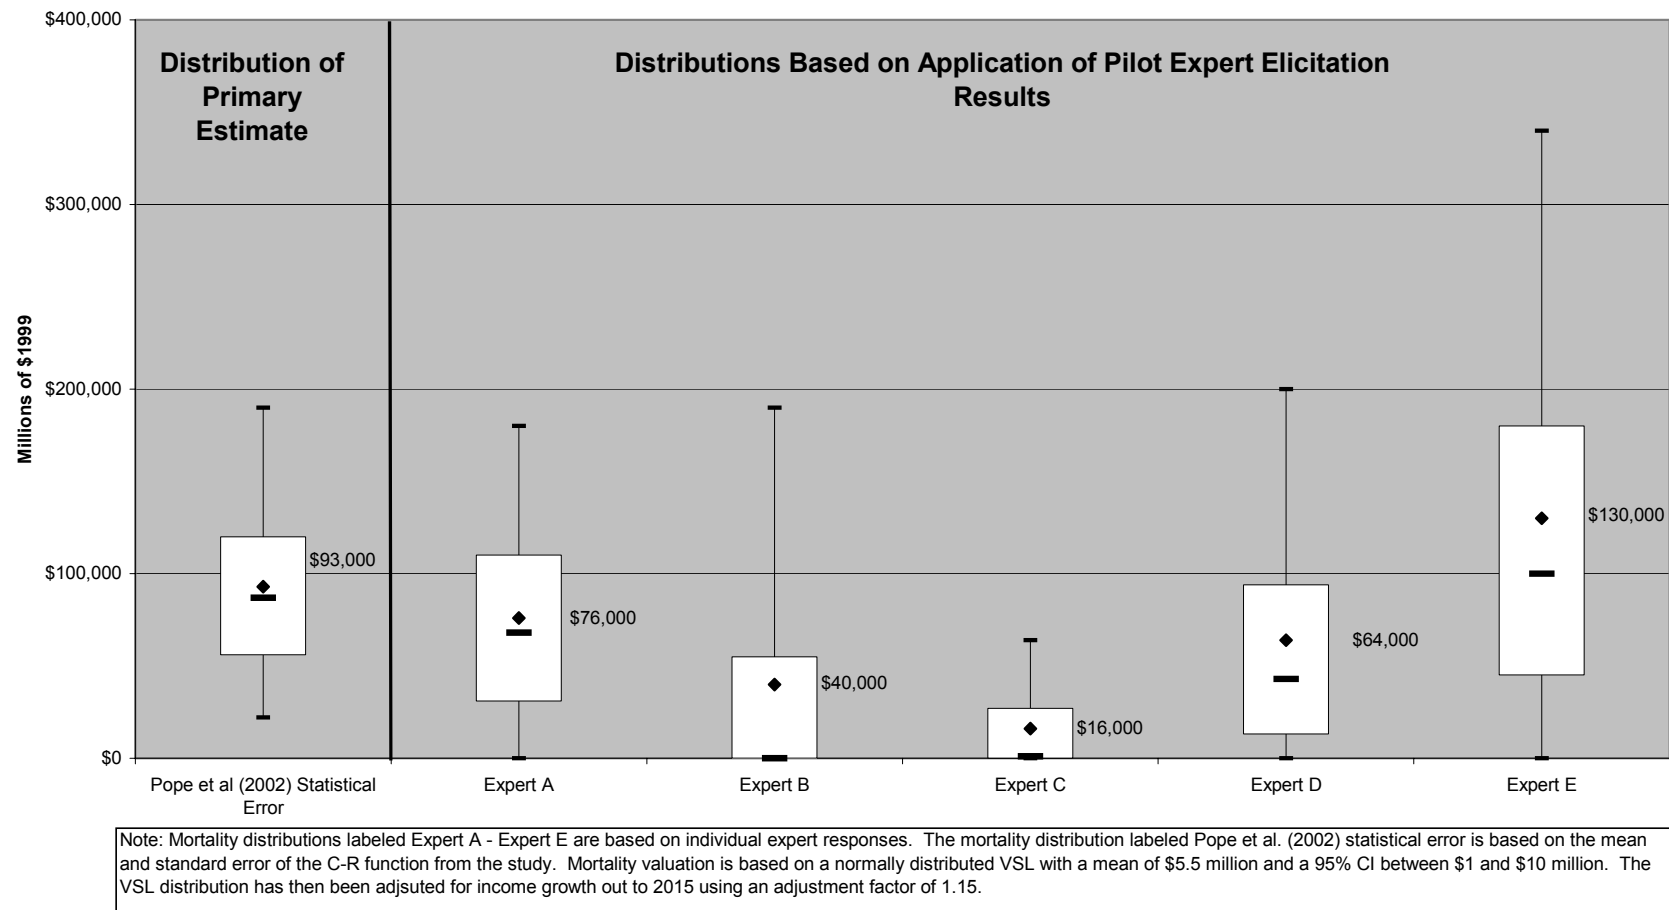 $400,000
$300,000
$200,000
$100,000
$0
Millions of $1999
Distribution of
Primary
Estimate
Distributions Based on Application of Pilot Expert Elicitation
Results
$93,000
$76,000
$40,000
$16,000
$64,000
$130,000
Pope et al (2002) Statistical
Error
Expert A
Expert B
Expert C
Expert D
Expert E
Note: Mortality distributions labeled Expert A - Expert E are based on individual expert responses.  The mortality distribution labeled Pope et al. (2002) statistical error is based on the mean
and standard error of the C-R function from the study.  Mortality valuation is based on a normally distributed VSL with a mean of $5.5 million and a 95% CI between $1 and $10 million.  The
VSL distribution has then been adjsuted for income growth out to 2015 using an adjustment factor of 1.15.